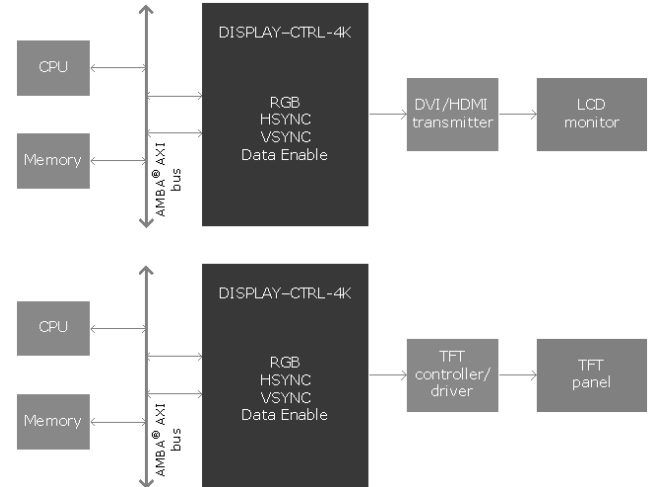 DISPLAY-CTRL-4K
CPU
Memory
AMBA® AXI
bus
RGB
HSYNC
VSYNC
Data Enable
DVI/HDMI
transmitter
LCD
monitor
DISPLAY-CTRL-4K
CPU
Memory
AMBA® AXI
bus
RGB
HSYNC
VSYNC
Data Enable
TFT
controller/
driver
TFT
panel